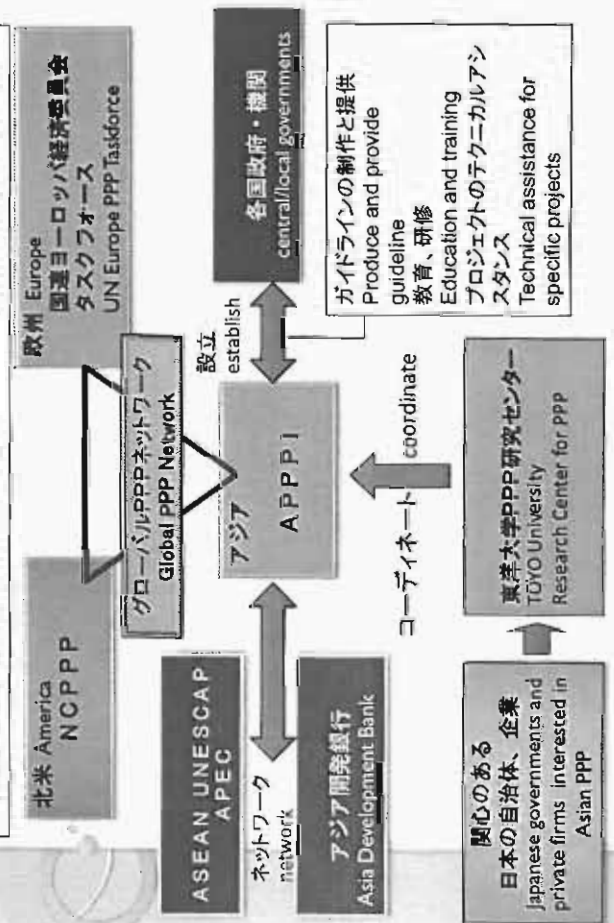 北米 America
NCPPP
欧州 Europe
国連ヨーロッパ経済委員会
タスクフォース
UN Europe PPP Taskforce
グローバルPPPネットワーク
Global PPP Network
ASEAN UNESCAP
APEC
ネットワーク
network
アジア開発銀行
Asia Development Bank
アジア
APPPI
設立
establish
各国政府・機関
central/local governments
ガイドラインの制作と提供
Produce and provide
guideline
教育、研修
Education and training
プロジェクトのテクニカルアシ
スタンス
Technical assistance for
specific projects
コーディネート coordinate
関心のある
日本の自治体、企業
Japanese governments and
private firms interested in
Asian PPP
東洋大学PPP研究センター
TOYO University
Research Center for PPP